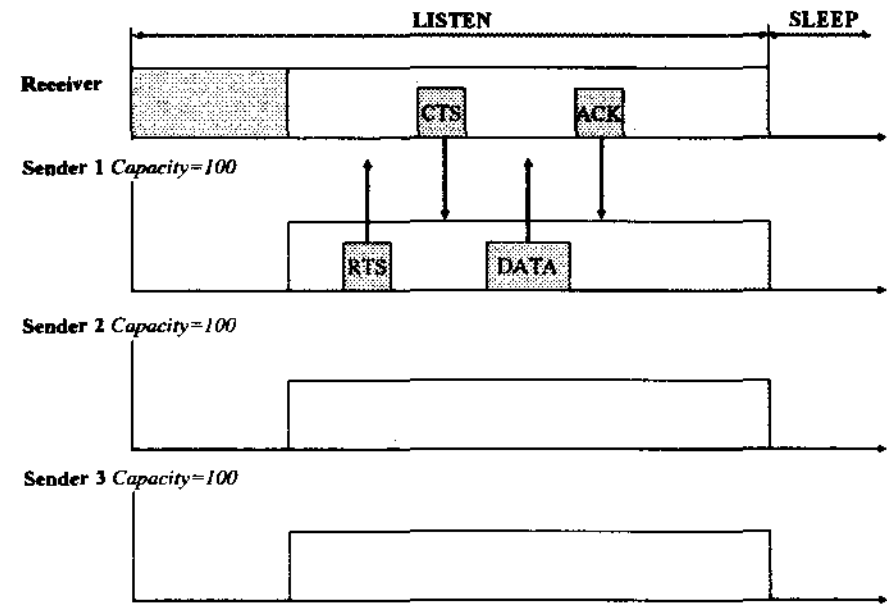 LISTEN SLEEP
Receiver
CTS ACK
Sender 1 Capacity=100
RTS DATA
Sender 2 Capacity=100
Sender 3 Capacity=100